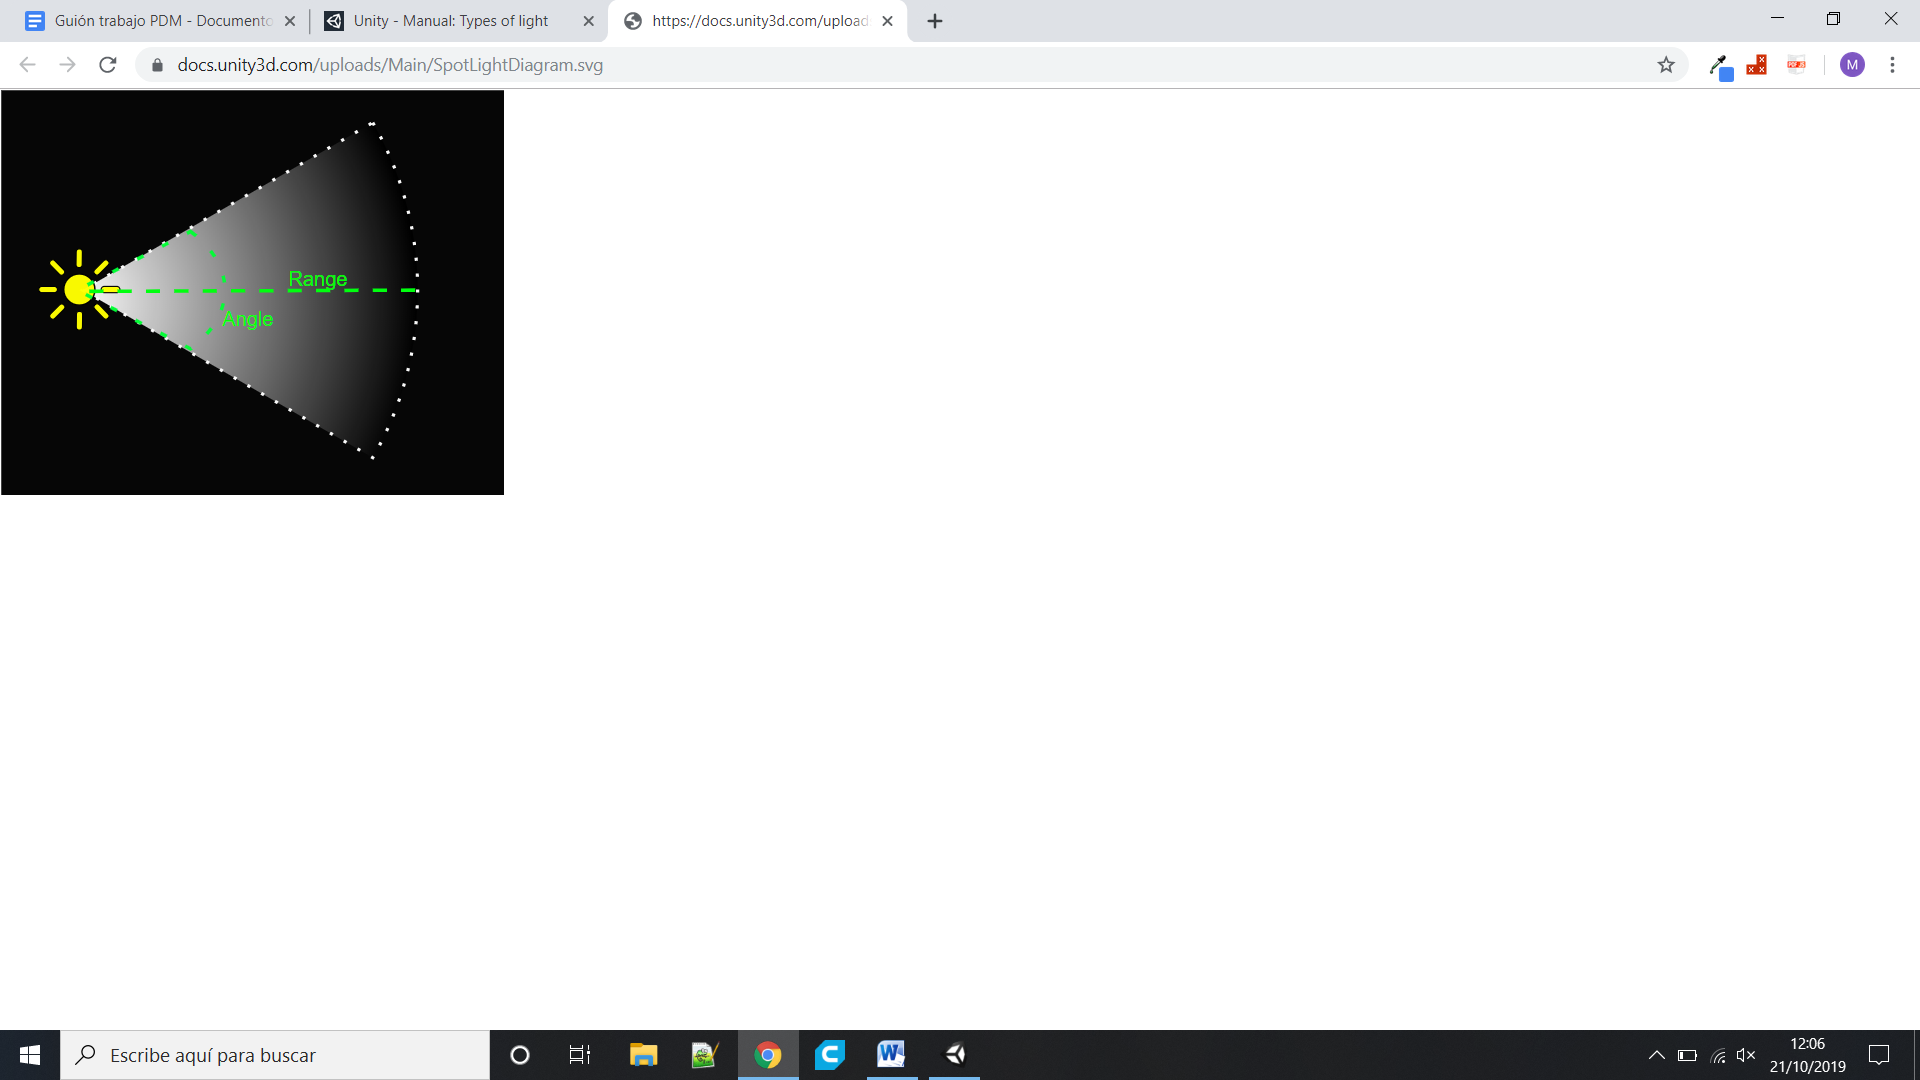 Guión trabajo PDM - Documento
Unity - Manual: Types of light
https://docs.unity3d.com/upload
docs.unity3d.com/uploads/Main/SpotLightDiagram.svg
M
Range
Angle
Escribe aquí para buscar
12:06
21/10/2019